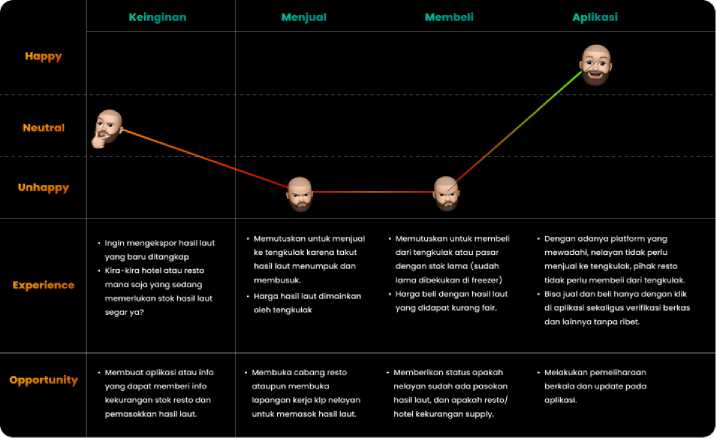 Keinginan
Menjual
Membeli
Aplikasi
Happy
Neutral
Unhappy
Experience
• Ingin mengekspor hasil laut
yang baru ditangkap
• Kira-kira hotel atau resto
mana saja yang sedang
memerlukan stok hasil laut
segar ya?
• Memutuskan untuk menjual
ke tengkulak karena takut
hasil laut menumpuk dan
membusuk.
• Harga hasil laut dimainkan
oleh tengkulak
• Memutuskan untuk membeli
dari tengkulak atau pasar
dengan stok lama (sudah
lama dibekukan di freezer)
• Harga beli dengan hasil laut
yang didapat kurang fair.
• Dengan adanya platform yang
mewadahi, nelayan tidak perlu
menjual ke tengkulak, pihak resto
tidak perlu membeli dari tengkulak.
• Bisa jual dan beli hanya dengan klik
di aplikasi sekaligus verifikasi berkas
dan lainnya tanpa ribet.
Opportunity
• Membuat aplikasi atau info
yang dapat memberi info
kekurangan stok resto dan
pemasokkan hasil laut.
• Membuka cabang resto
ataupun membuka
lapangan kerja klp nelayan
untuk memasok hasil laut.
• Memberikan status apakah
nelayan sudah ada pasokan
hasil laut, dan apakah resto/
hotel kekurangan supply.
• Melakukan pemeliharaan
berkala dan update pada
aplikasi.